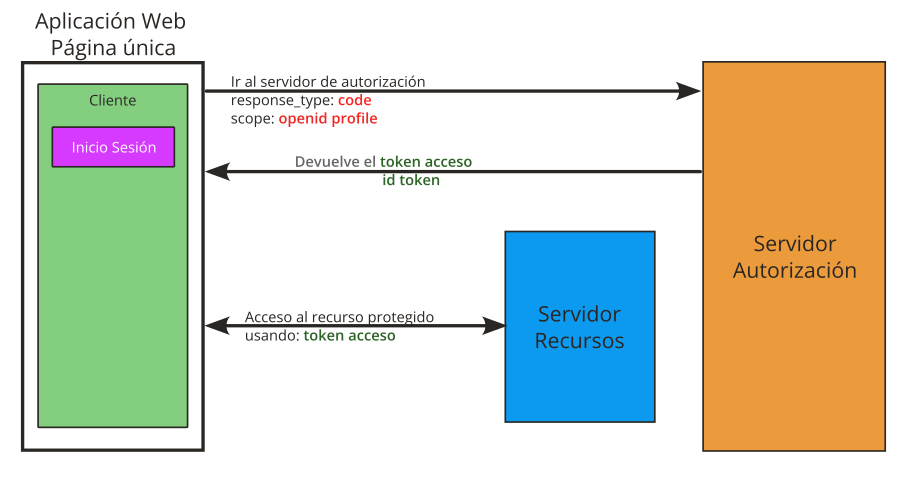 Aplicación Web
Página única
Cliente
Inicio Sesión
Ir al servidor de autorización
response_type: code
scope: openid profile
Devuelve el token acceso
id token
Acceso al recurso protegido
usando: token acceso
Servidor
Recursos
Servidor
Autorización